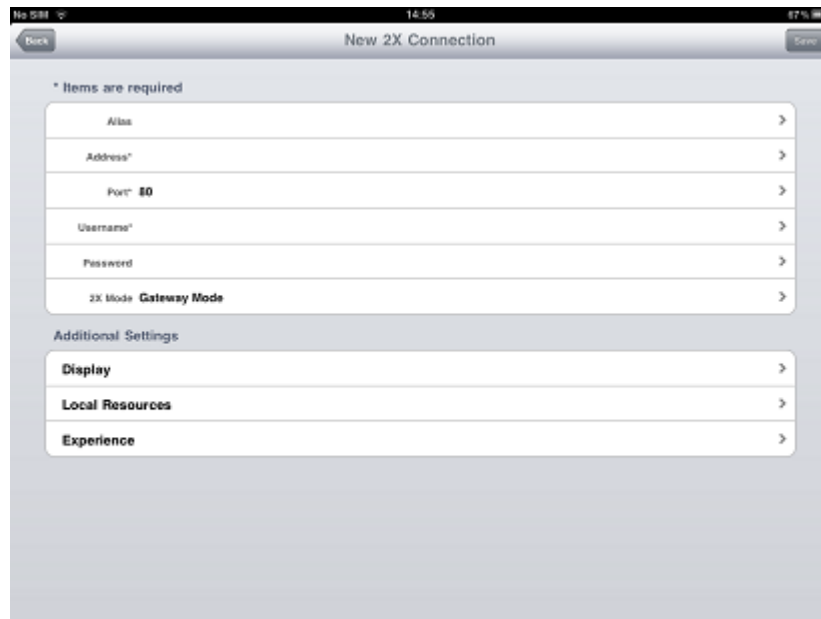 No SIM 14:55 67%
Back New 2X Connection Save
* Items are required
Alias
Address*
Port* 80
Username*
Password
2X Mode Gateway Mode
Additional Settings
Display
Local Resources
Experience